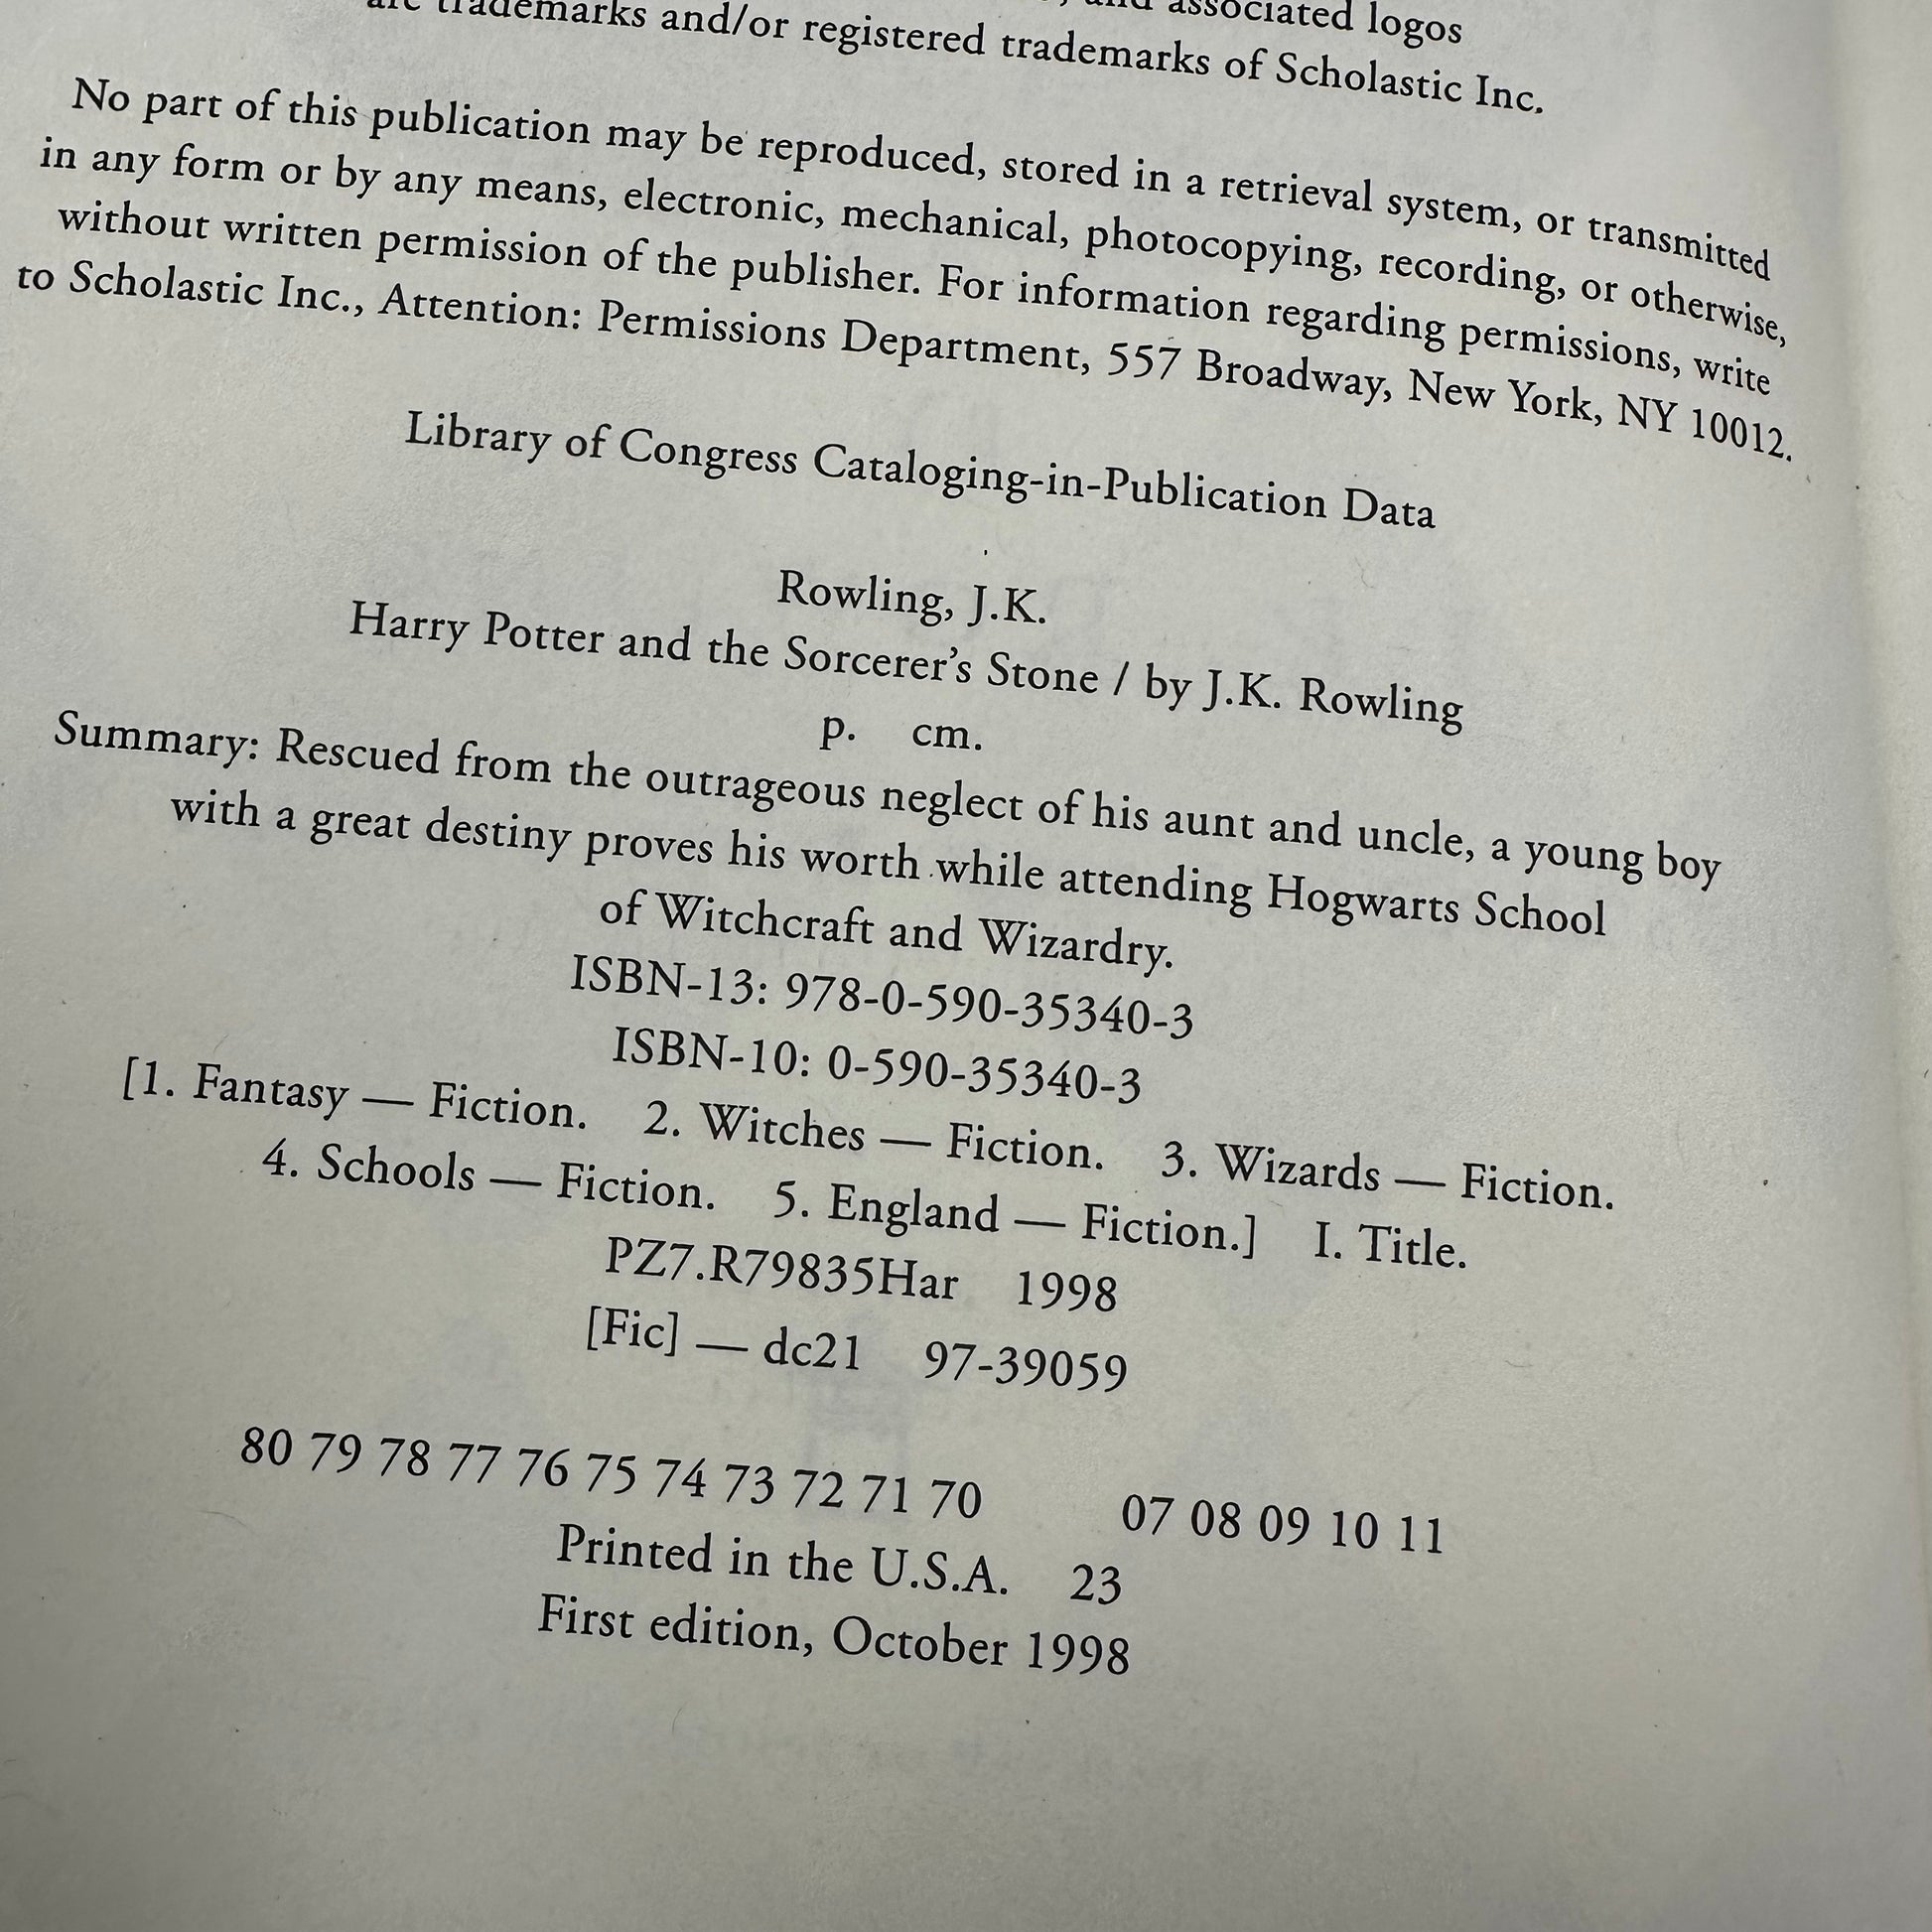 are trademarks and/or registered trademarks of Scholastic Inc.
and associated logos
No part of this publication may be reproduced, stored in a retrieval system, or transmitted
in any form or by any means, electronic, mechanical, photocopying, recording, or otherwise,
without written permission of the publisher. For information regarding permissions, write
to Scholastic Inc., Attention: Permissions Department, 557 Broadway, New York, NY 10012.
Library of Congress Cataloging-in-Publication Data
Rowling, J.K.
Harry Potter and the Sorcerer’s Stone / by J.K. Rowling
p. cm.
Summary: Rescued from the outrageous neglect of his aunt and uncle, a young boy
with a great destiny proves his worth while attending Hogwarts School
of Witchcraft and Wizardry.
ISBN-13: 978-0-590-35340-3
ISBN-10: 0-590-35340-3
[1. Fantasy — Fiction. 2. Witches — Fiction. 3. Wizards — Fiction.
4. Schools — Fiction. 5. England — Fiction.] I. Title.
PZ7.R79835Har 1998
[Fic] — dc21 97-39059
80 79 78 77 76 75 74 73 72 71 70 07 08 09 10 11
Printed in the U.S.A. 23
First edition, October 1998